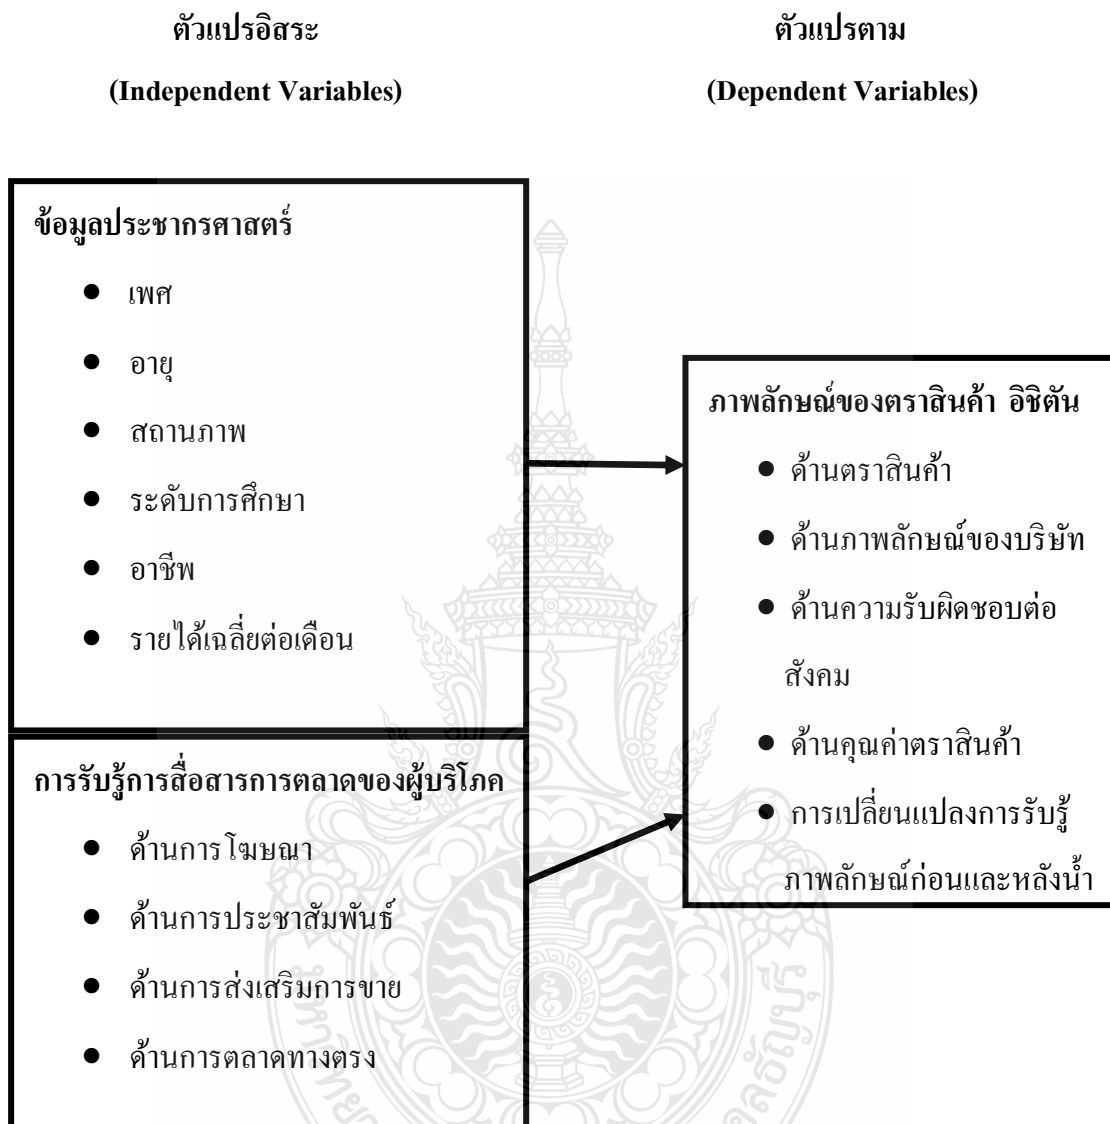 ตัวแปรอิสระ
(Independent Variables)
ตัวแปรตาม
(Dependent Variables)
ข้อมูลประชากรศาสตร์
● เพศ
● อายุ
● สถานภาพ
● ระดับการศึกษา
● อาชีพ
● รายได้เฉลี่ยต่อเดือน
การรับรู้การสื่อสารการตลาดของผู้บริโภค
● ด้านการโฆษณา
● ด้านการประชาสัมพันธ์
● ด้านการส่งเสริมการขาย
● ด้านการตลาดทางตรง
ภาพลักษณ์ของตราสินค้า อิชิตัน
● ด้านตราสินค้า
● ด้านภาพลักษณ์ของบริษัท
● ด้านความรับผิดชอบต่อ
สังคม
● ด้านคุณค่าตราสินค้า
● การเปลี่ยนแปลงการรับรู้
ภาพลักษณ์ก่อนและหลังน้ำ